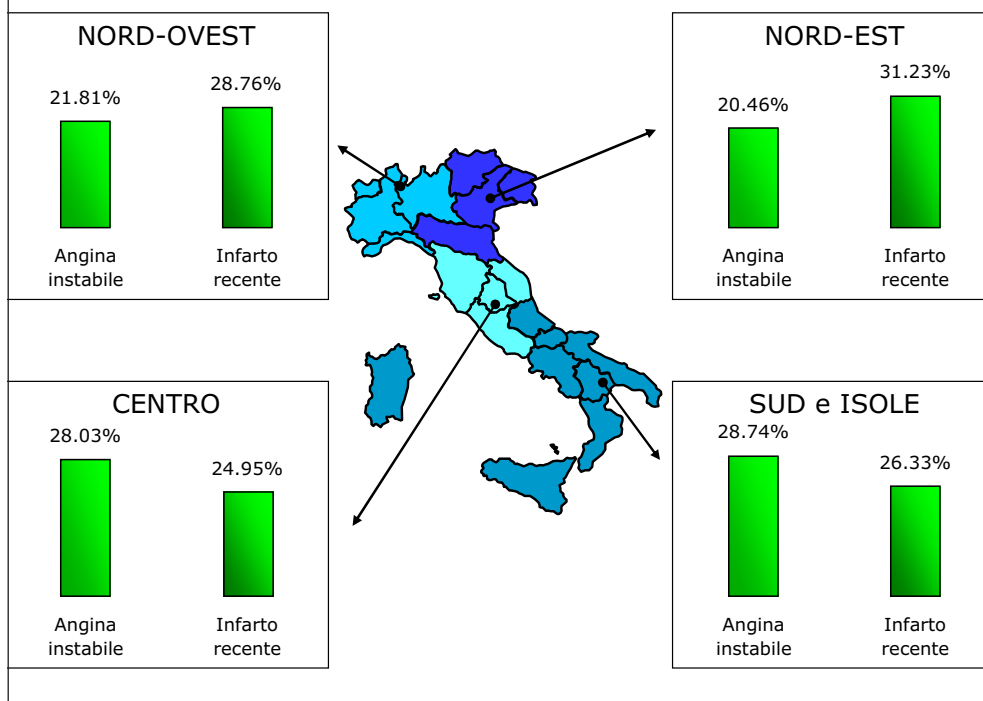 NORD-OVEST
21.81%
28.76%
Angina
instabile
Infarto
recente
NORD-EST
20.46%
31.23%
Angina
instabile
Infarto
recente
CENTRO
28.03%
24.95%
Angina
instabile
Infarto
recente
SUD e ISOLE
28.74%
26.33%
Angina
instabile
Infarto
recente